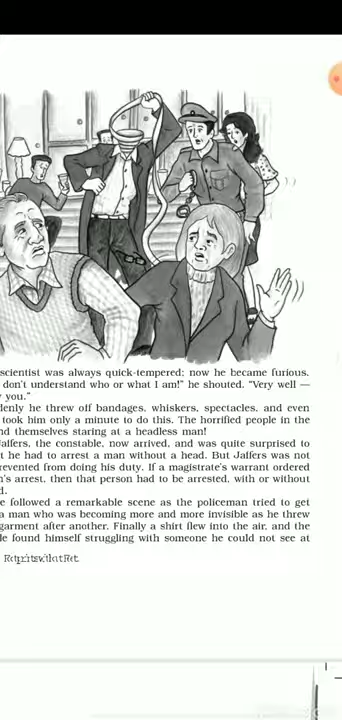 scientist was always quick-tempered; now he became furious.
don't understand who or what I am!" he shouted. "Very well —
you."
denly he threw off bandages, whiskers, spectacles, and even
took him only a minute to do this. The horrified people in the
themselves staring at a headless man!
Jaffers, the constable, now arrived, and was quite surprised to
he had to arrest a man without a head. But Jaffers was not
revented from doing his duty. If a magistrate's warrant ordered
n's arrest, then that person had to be arrested, with or without
d.
e followed a remarkable scene as the policeman tried to get
a man who was becoming more and more invisible as he threw
garment after another. Finally a shirt flew into the air, and the
le found himself struggling with someone he could not see at